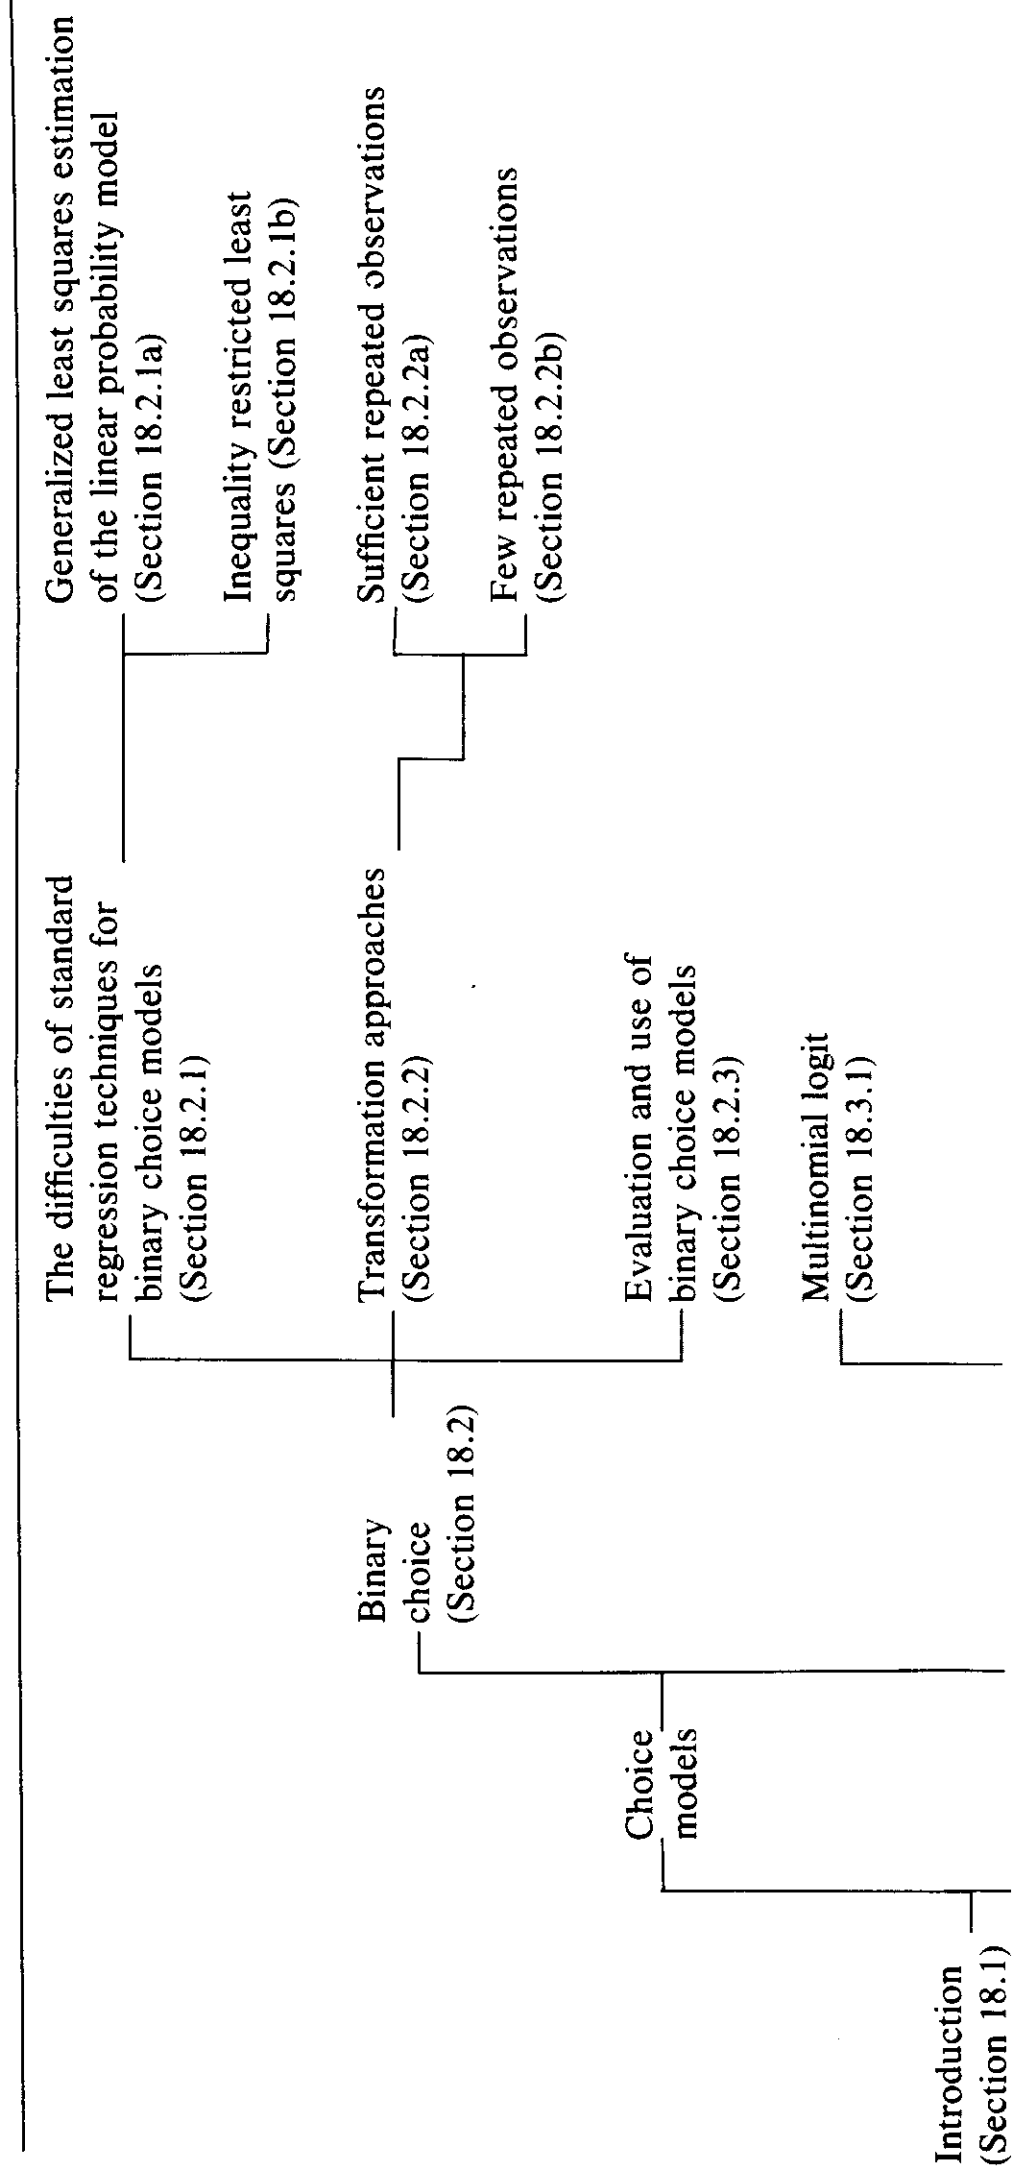 Generalized least squares estimation
of the linear probability model
(Section 18.2.1a)
Inequality restricted least
squares (Section 18.2.1b)
Sufficient repeated observations
(Section 18.2.2a)
Few repeated observations
(Section 18.2.2b)
The difficulties of standard
regression techniques for
binary choice models
(Section 18.2.1)
Transformation approaches
(Section 18.2.2)
Evaluation and use of
binary choice models
(Section 18.2.3)
Multinomial logit
(Section 18.3.1)
Binary
choice
(Section 18.2)
Choice
models
Introduction
(Section 18.1)